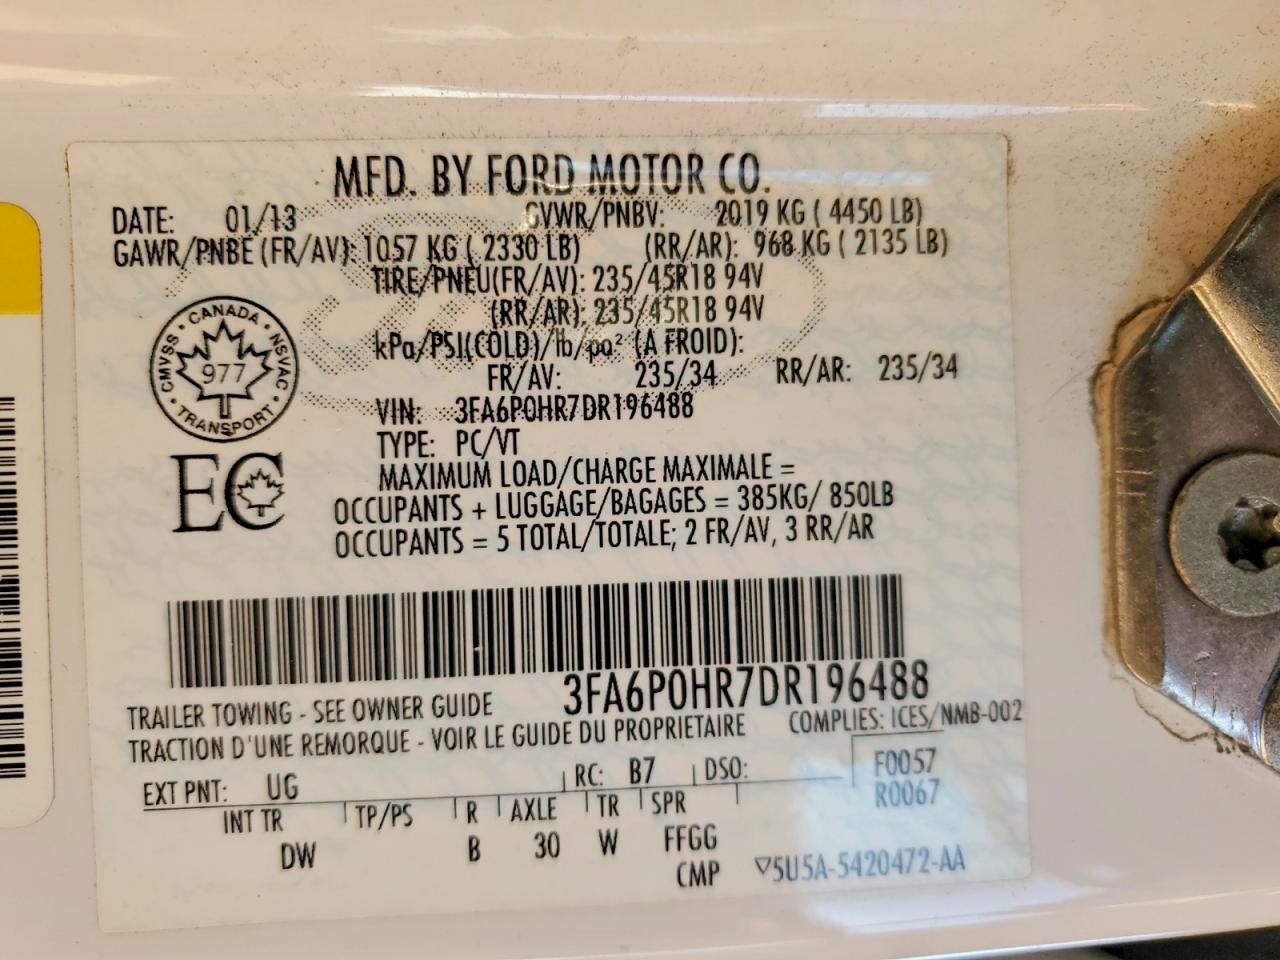 MFD. BY FORD MOTOR CO.
DATE: 01/13 GVWR/PNBV: 2019 KG ( 4450 LB)
GAWR/PNBE (FR/AV): 1057 KG ( 2330 LB) (RR/AR): 968 KG ( 2135 LB)
TIRE/PNEU(FR/AV): 235/45R18 94V
(RR/AR): 235/45R18 94V
kPa/PSI(COLD)/lb/po² (A FROID):
FR/AV: 235/34 RR/AR: 235/34
CANADA
CMVSS 977 NSVAC
TRANSPORT
VIN: 3FA6P0HR7DR196488
TYPE: PC/VT
EC
MAXIMUM LOAD/CHARGE MAXIMALE =
OCCUPANTS + LUGGAGE/BAGAGES = 385KG/ 850LB
OCCUPANTS = 5 TOTAL/TOTALE; 2 FR/AV, 3 RR/AR
3FA6P0HR7DR196488
TRAILER TOWING - SEE OWNER GUIDE COMPLIES: ICES/NMB-002
TRACTION D'UNE REMORQUE - VOIR LE GUIDE DU PROPRIETAIRE
EXT PNT: UG RC: B7 DSO: F0057
R0067
INT TR TP/PS R AXLE TR SPR
DW B 30 W FFGG
CMP ▽5U5A-5420472-AA